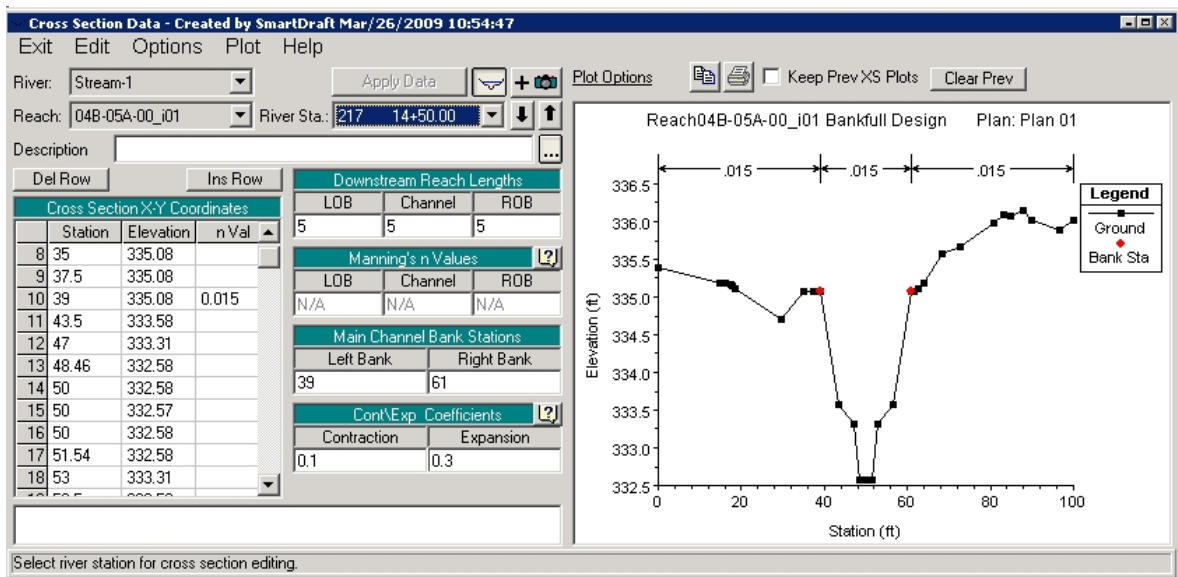 Cross Section Data - Created by SmartDraft Mar/26/2009 10:54:47
Exit Edit Options Plot Help
River: Stream-1 Apply Data
Reach: 04B-05A-00_i01 River Sta.: 217 14+50.00
Description ...
Del Row Ins Row
Cross Section X-Y Coordinates
Station Elevation n Val
8 35 335.08
9 37.5 335.08
10 39 335.08 0.015
11 43.5 333.58
12 47 333.31
13 48.46 332.58
14 50 332.58
15 50 332.57
16 50 332.58
17 51.54 332.58
18 53 333.31
Downstream Reach Lengths
LOB Channel ROB
5 5 5
Manning's n Values ?
LOB Channel ROB
N/A N/A N/A
Main Channel Bank Stations
Left Bank Right Bank
39 61
Cont\Exp Coefficients ?
Contraction Expansion
0.1 0.3
Plot Options Keep Prev XS Plots Clear Prev
Reach04B-05A-00_i01 Bankfull Design Plan: Plan 01
.015 .015 .015
336.5
336.0
335.5
335.0
334.5
334.0
333.5
333.0
332.5
Elevation (ft)
0 20 40 60 80 100
Station (ft)
Legend
Ground
Bank Sta
Select river station for cross section editing.